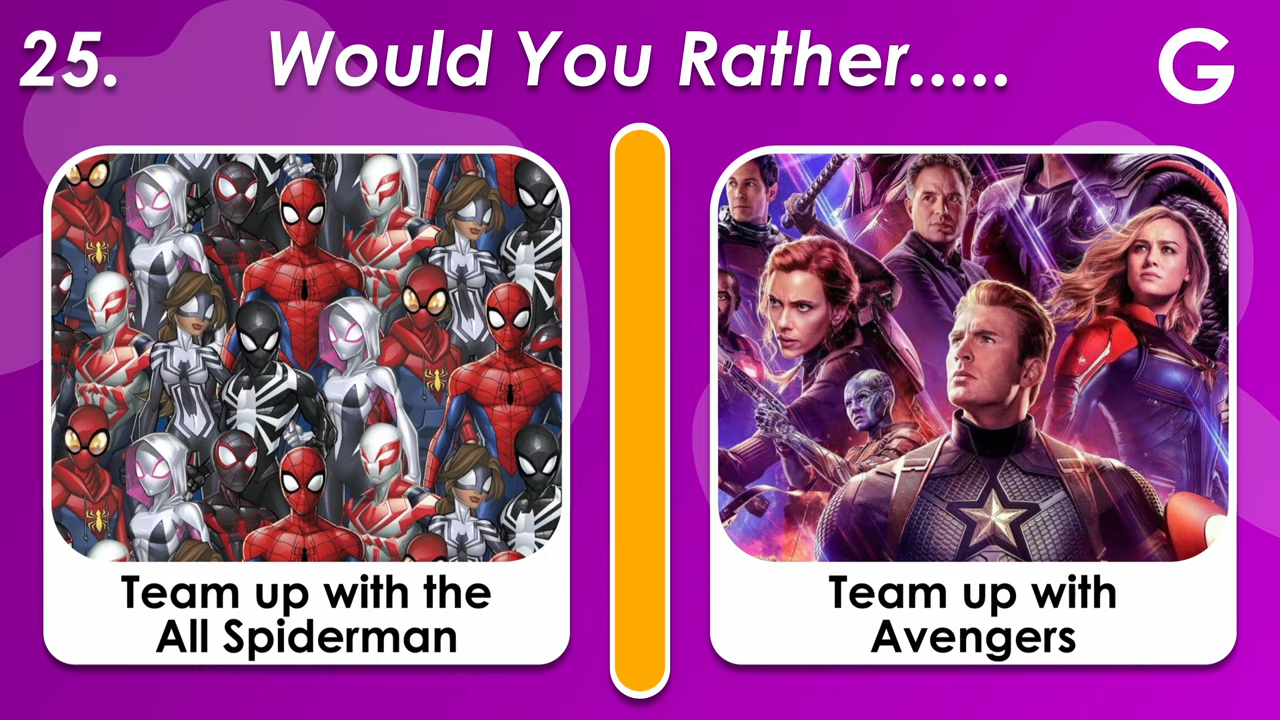 25. Would You Rather..... G
Team up with the
All Spiderman
Team up with
Avengers